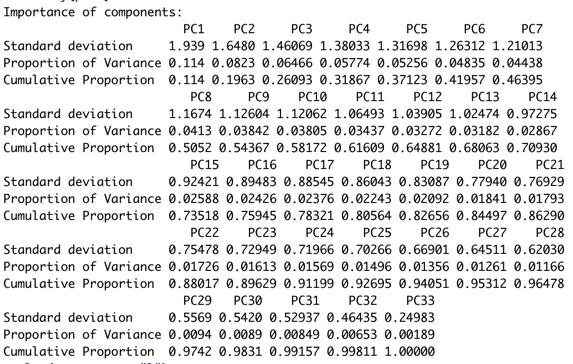 Importance of components:
PC1 PC2 PC3 PC4 PC5 PC6 PC7
Standard deviation 1.939 1.6480 1.46069 1.38033 1.31698 1.26312 1.21013
Proportion of Variance 0.114 0.0823 0.06466 0.05774 0.05256 0.04835 0.04438
Cumulative Proportion 0.114 0.1963 0.26093 0.31867 0.37123 0.41957 0.46395
PC8 PC9 PC10 PC11 PC12 PC13 PC14
Standard deviation 1.1674 1.12604 1.12062 1.06493 1.03905 1.02474 0.97275
Proportion of Variance 0.0413 0.03842 0.03805 0.03437 0.03272 0.03182 0.02867
Cumulative Proportion 0.5052 0.54367 0.58172 0.61609 0.64881 0.68063 0.70930
PC15 PC16 PC17 PC18 PC19 PC20 PC21
Standard deviation 0.92421 0.89483 0.88545 0.86043 0.83087 0.77940 0.76929
Proportion of Variance 0.02588 0.02426 0.02376 0.02243 0.02092 0.01841 0.01793
Cumulative Proportion 0.73518 0.75945 0.78321 0.80564 0.82656 0.84497 0.86290
PC22 PC23 PC24 PC25 PC26 PC27 PC28
Standard deviation 0.75478 0.72949 0.71966 0.70266 0.66901 0.64511 0.62030
Proportion of Variance 0.01726 0.01613 0.01569 0.01496 0.01356 0.01261 0.01166
Cumulative Proportion 0.88017 0.89629 0.91199 0.92695 0.94051 0.95312 0.96478
PC29 PC30 PC31 PC32 PC33
Standard deviation 0.5569 0.5420 0.52937 0.46435 0.24983
Proportion of Variance 0.0094 0.0089 0.00849 0.00653 0.00189
Cumulative Proportion 0.9742 0.9831 0.99157 0.99811 1.00000